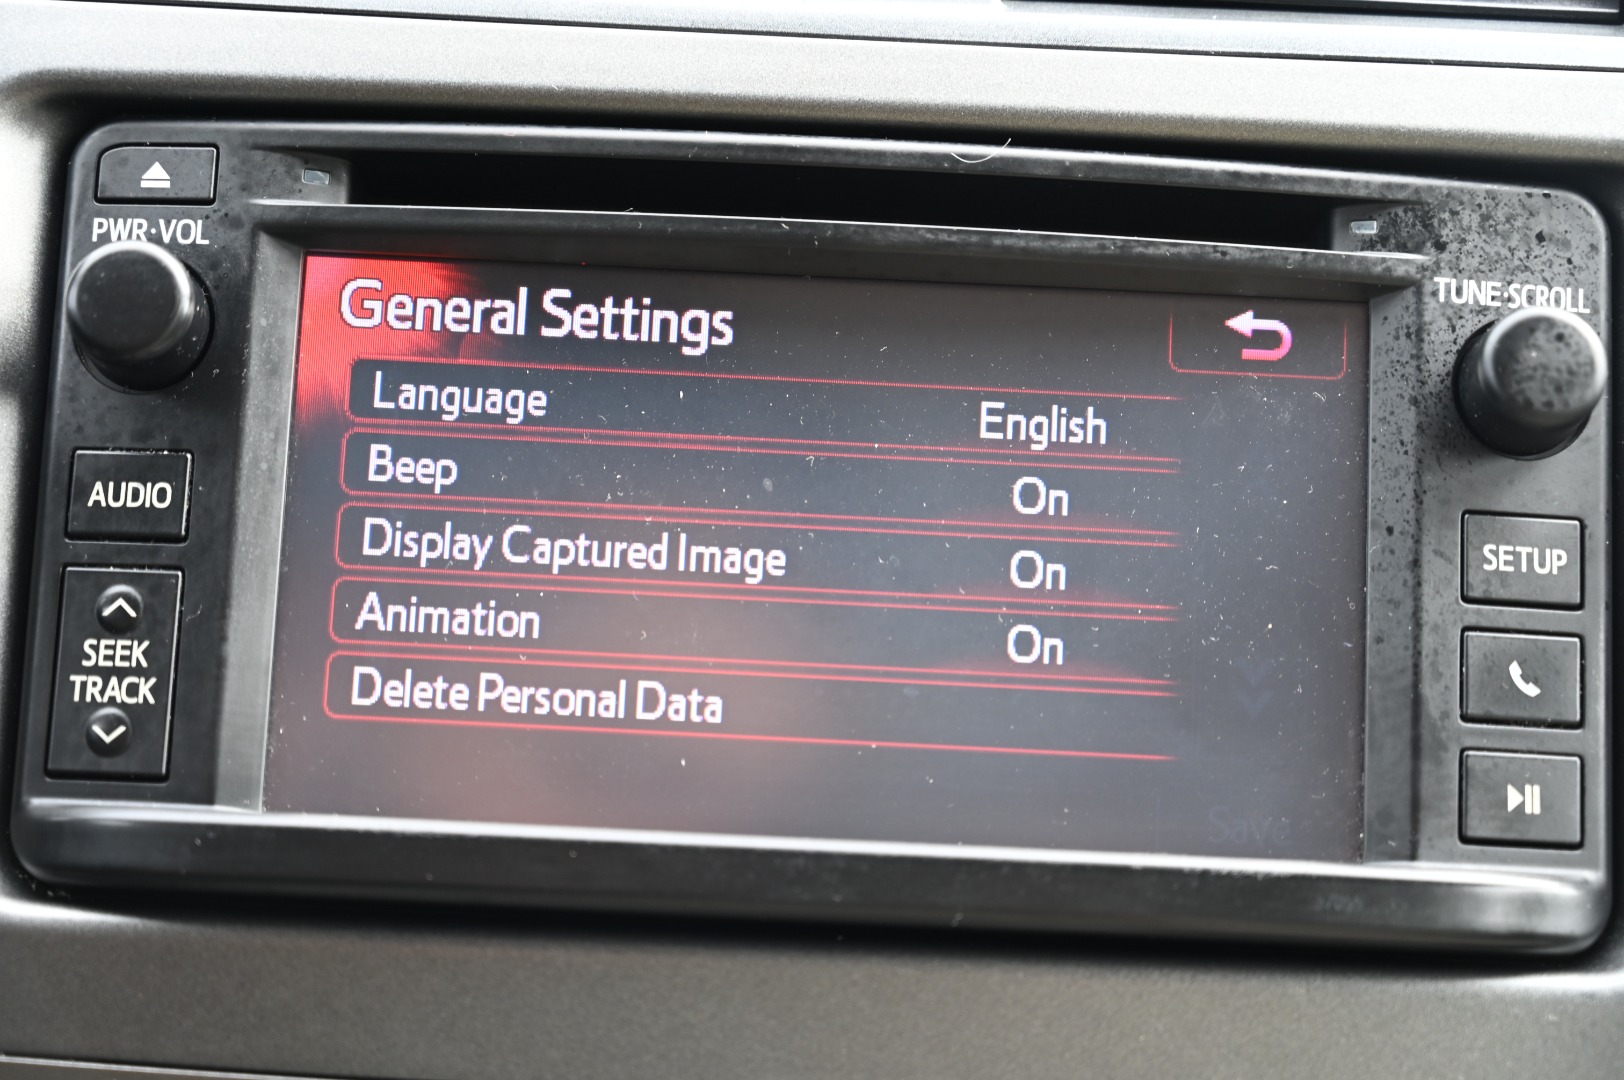 PWR·VOL
TUNE·SCROLL
General Settings
Language English
Beep On
AUDIO
Display Captured Image On
SETUP
Animation On
SEEK
TRACK
Delete Personal Data
Save